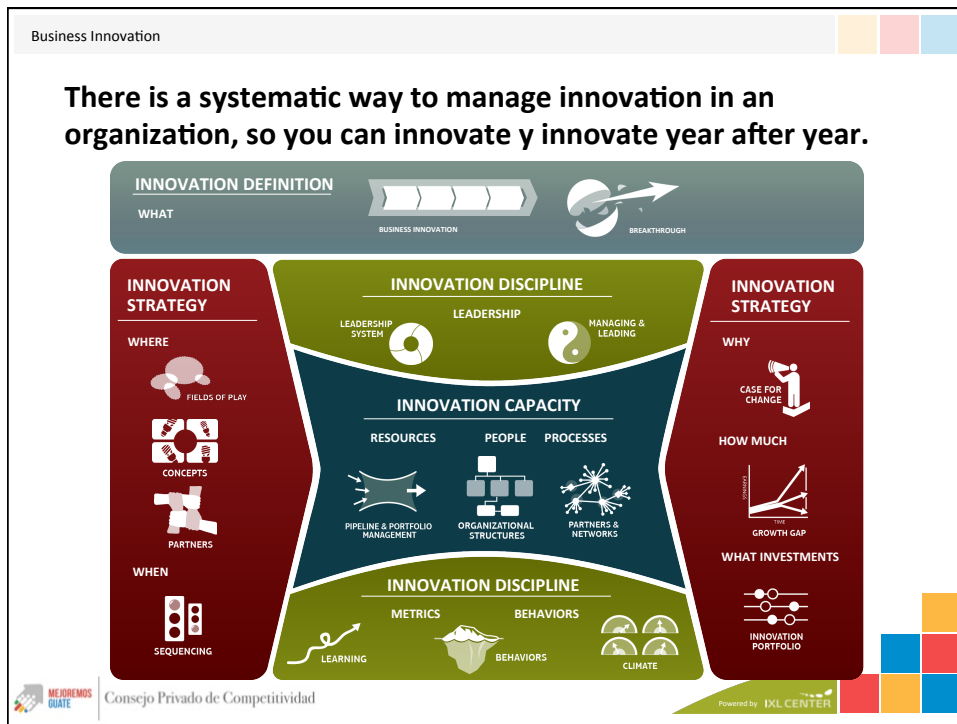 Business Innovation
There is a systematic way to manage innovation in an
organization, so you can innovate y innovate year after year.
INNOVATION DEFINITION
WHAT
BUSINESS INNOVATION
BREAKTHROUGH
INNOVATION
STRATEGY
WHERE
FIELDS OF PLAY
CONCEPTS
PARTNERS
WHEN
SEQUENCING
INNOVATION DISCIPLINE
LEADERSHIP
LEADERSHIP
SYSTEM
MANAGING &
LEADING
INNOVATION CAPACITY
RESOURCES PEOPLE PROCESSES
PIPELINE & PORTFOLIO
MANAGEMENT
ORGANIZATIONAL
STRUCTURES
PARTNERS &
NETWORKS
INNOVATION DISCIPLINE
METRICS BEHAVIORS
LEARNING
BEHAVIORS
CLIMATE
INNOVATION
STRATEGY
WHY
CASE FOR
CHANGE
HOW MUCH
EARNINGS
TIME
GROWTH GAP
WHAT INVESTMENTS
INNOVATION
PORTFOLIO
MEJOREMOS
GUATE
Consejo Privado de Competitividad
Powered by IXL CENTER